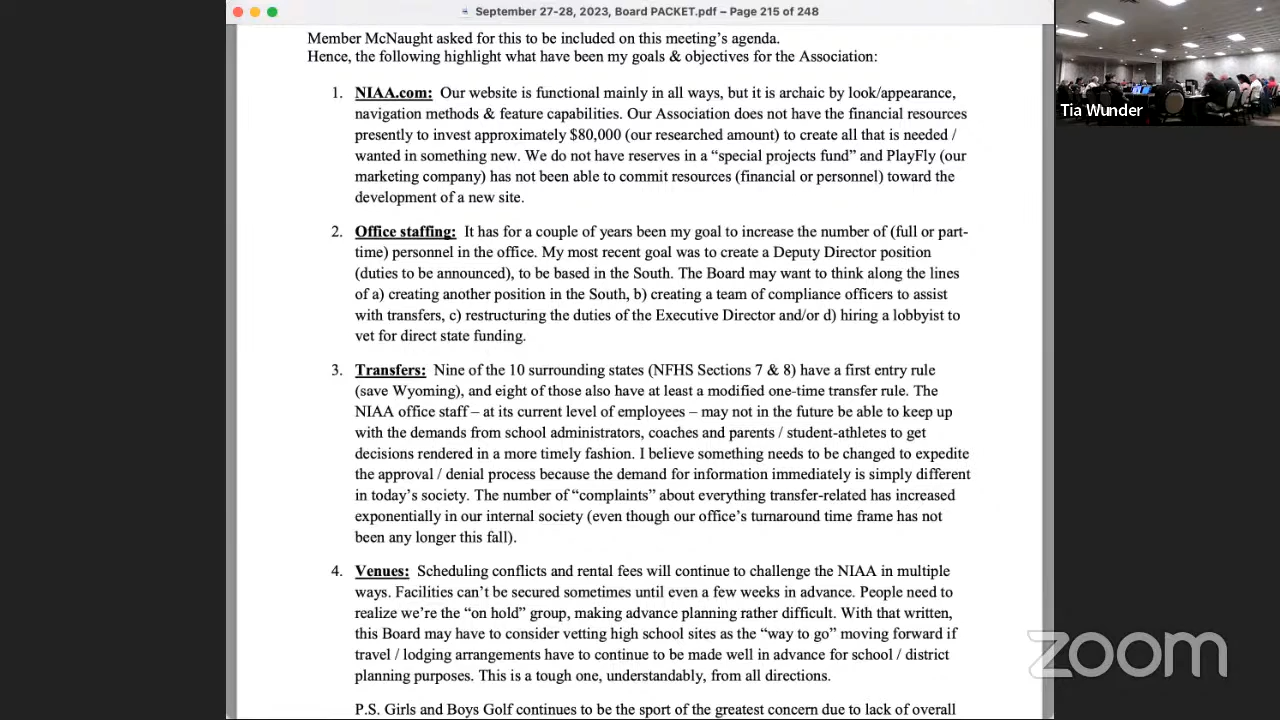 September 27-28, 2023, Board PACKET.pdf – Page 215 of 248
Member McNaught asked for this to be included on this meeting's agenda.
Hence, the following highlight what have been my goals & objectives for the Association:
1. NIAA.com: Our website is functional mainly in all ways, but it is archaic by look/appearance,
navigation methods & feature capabilities. Our Association does not have the financial resources
presently to invest approximately $80,000 (our researched amount) to create all that is needed /
wanted in something new. We do not have reserves in a “special projects fund” and PlayFly (our
marketing company) has not been able to commit resources (financial or personnel) toward the
development of a new site.
2. Office staffing: It has for a couple of years been my goal to increase the number of (full or part-
time) personnel in the office. My most recent goal was to create a Deputy Director position
(duties to be announced), to be based in the South. The Board may want to think along the lines
of a) creating another position in the South, b) creating a team of compliance officers to assist
with transfers, c) restructuring the duties of the Executive Director and/or d) hiring a lobbyist to
vet for direct state funding.
3. Transfers: Nine of the 10 surrounding states (NFHS Sections 7 & 8) have a first entry rule
(save Wyoming), and eight of those also have at least a modified one-time transfer rule. The
NIAA office staff – at its current level of employees – may not in the future be able to keep up
with the demands from school administrators, coaches and parents / student-athletes to get
decisions rendered in a more timely fashion. I believe something needs to be changed to expedite
the approval / denial process because the demand for information immediately is simply different
in today's society. The number of “complaints” about everything transfer-related has increased
exponentially in our internal society (even though our office's turnaround time frame has not
been any longer this fall).
4. Venues: Scheduling conflicts and rental fees will continue to challenge the NIAA in multiple
ways. Facilities can't be secured sometimes until even a few weeks in advance. People need to
realize we're the “on hold” group, making advance planning rather difficult. With that written,
this Board may have to consider vetting high school sites as the “way to go” moving forward if
travel / lodging arrangements have to continue to be made well in advance for school / district
planning purposes. This is a tough one, understandably, from all directions.
P.S. Girls and Boys Golf continues to be the sport of the greatest concern due to lack of overall
Tia Wunder
zoom